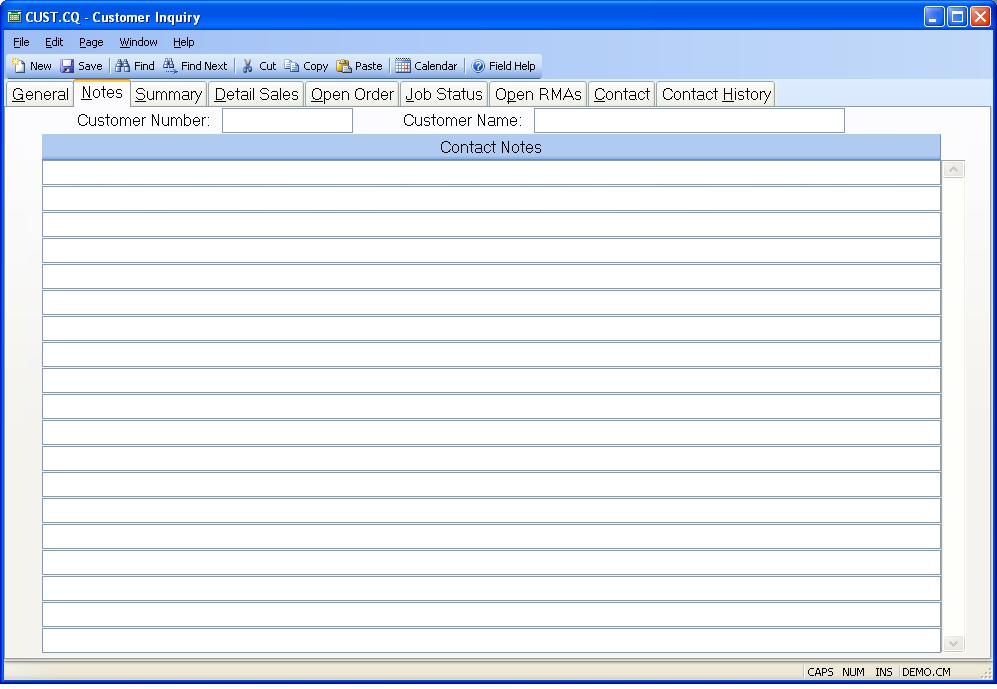 CUST.CQ - Customer Inquiry
File Edit Page Window Help
New Save Find Find Next Cut Copy Paste Calendar Field Help
General Notes Summary Detail Sales Open Order Job Status Open RMAs Contact Contact History
Customer Number: Customer Name:
Contact Notes
CAPS NUM INS DEMO.CM